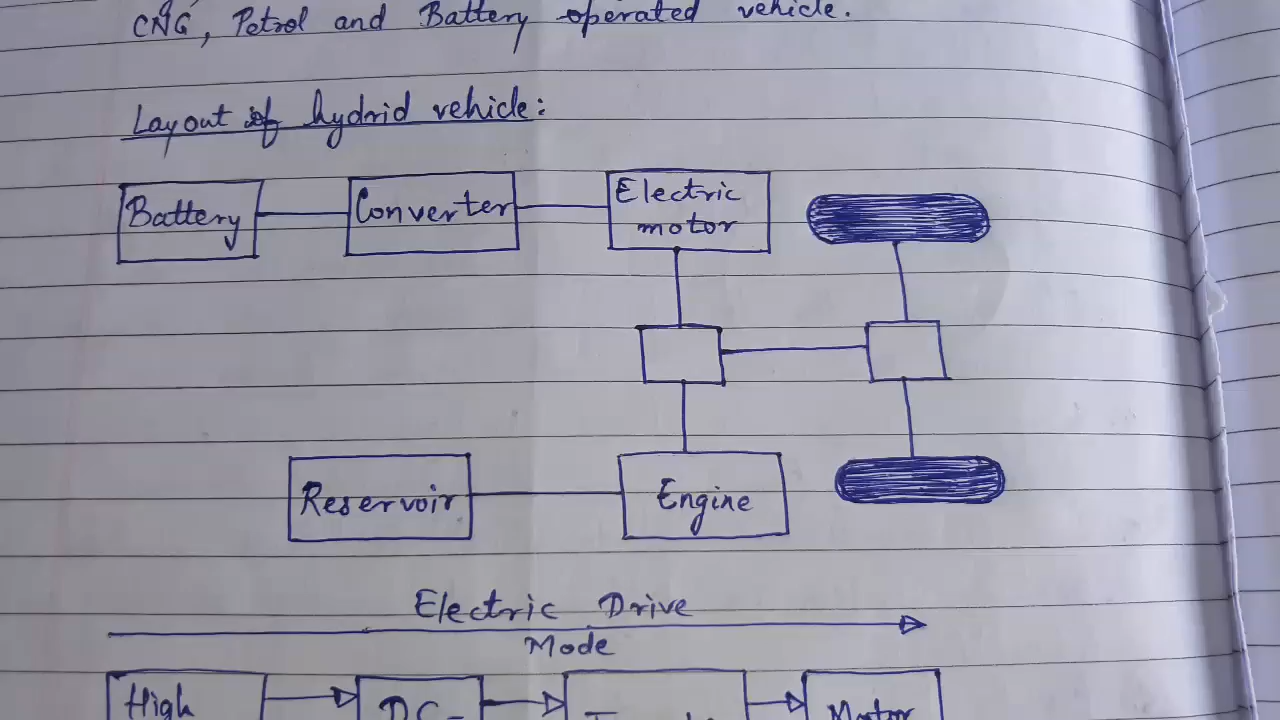 CNG, Petrol and Battery operated vehicle.
Layout of hydrid vehicle:
Battery
Converter
Electric
motor
Reservoir
Engine
Electric Drive
Mode
High
DC-
Motor